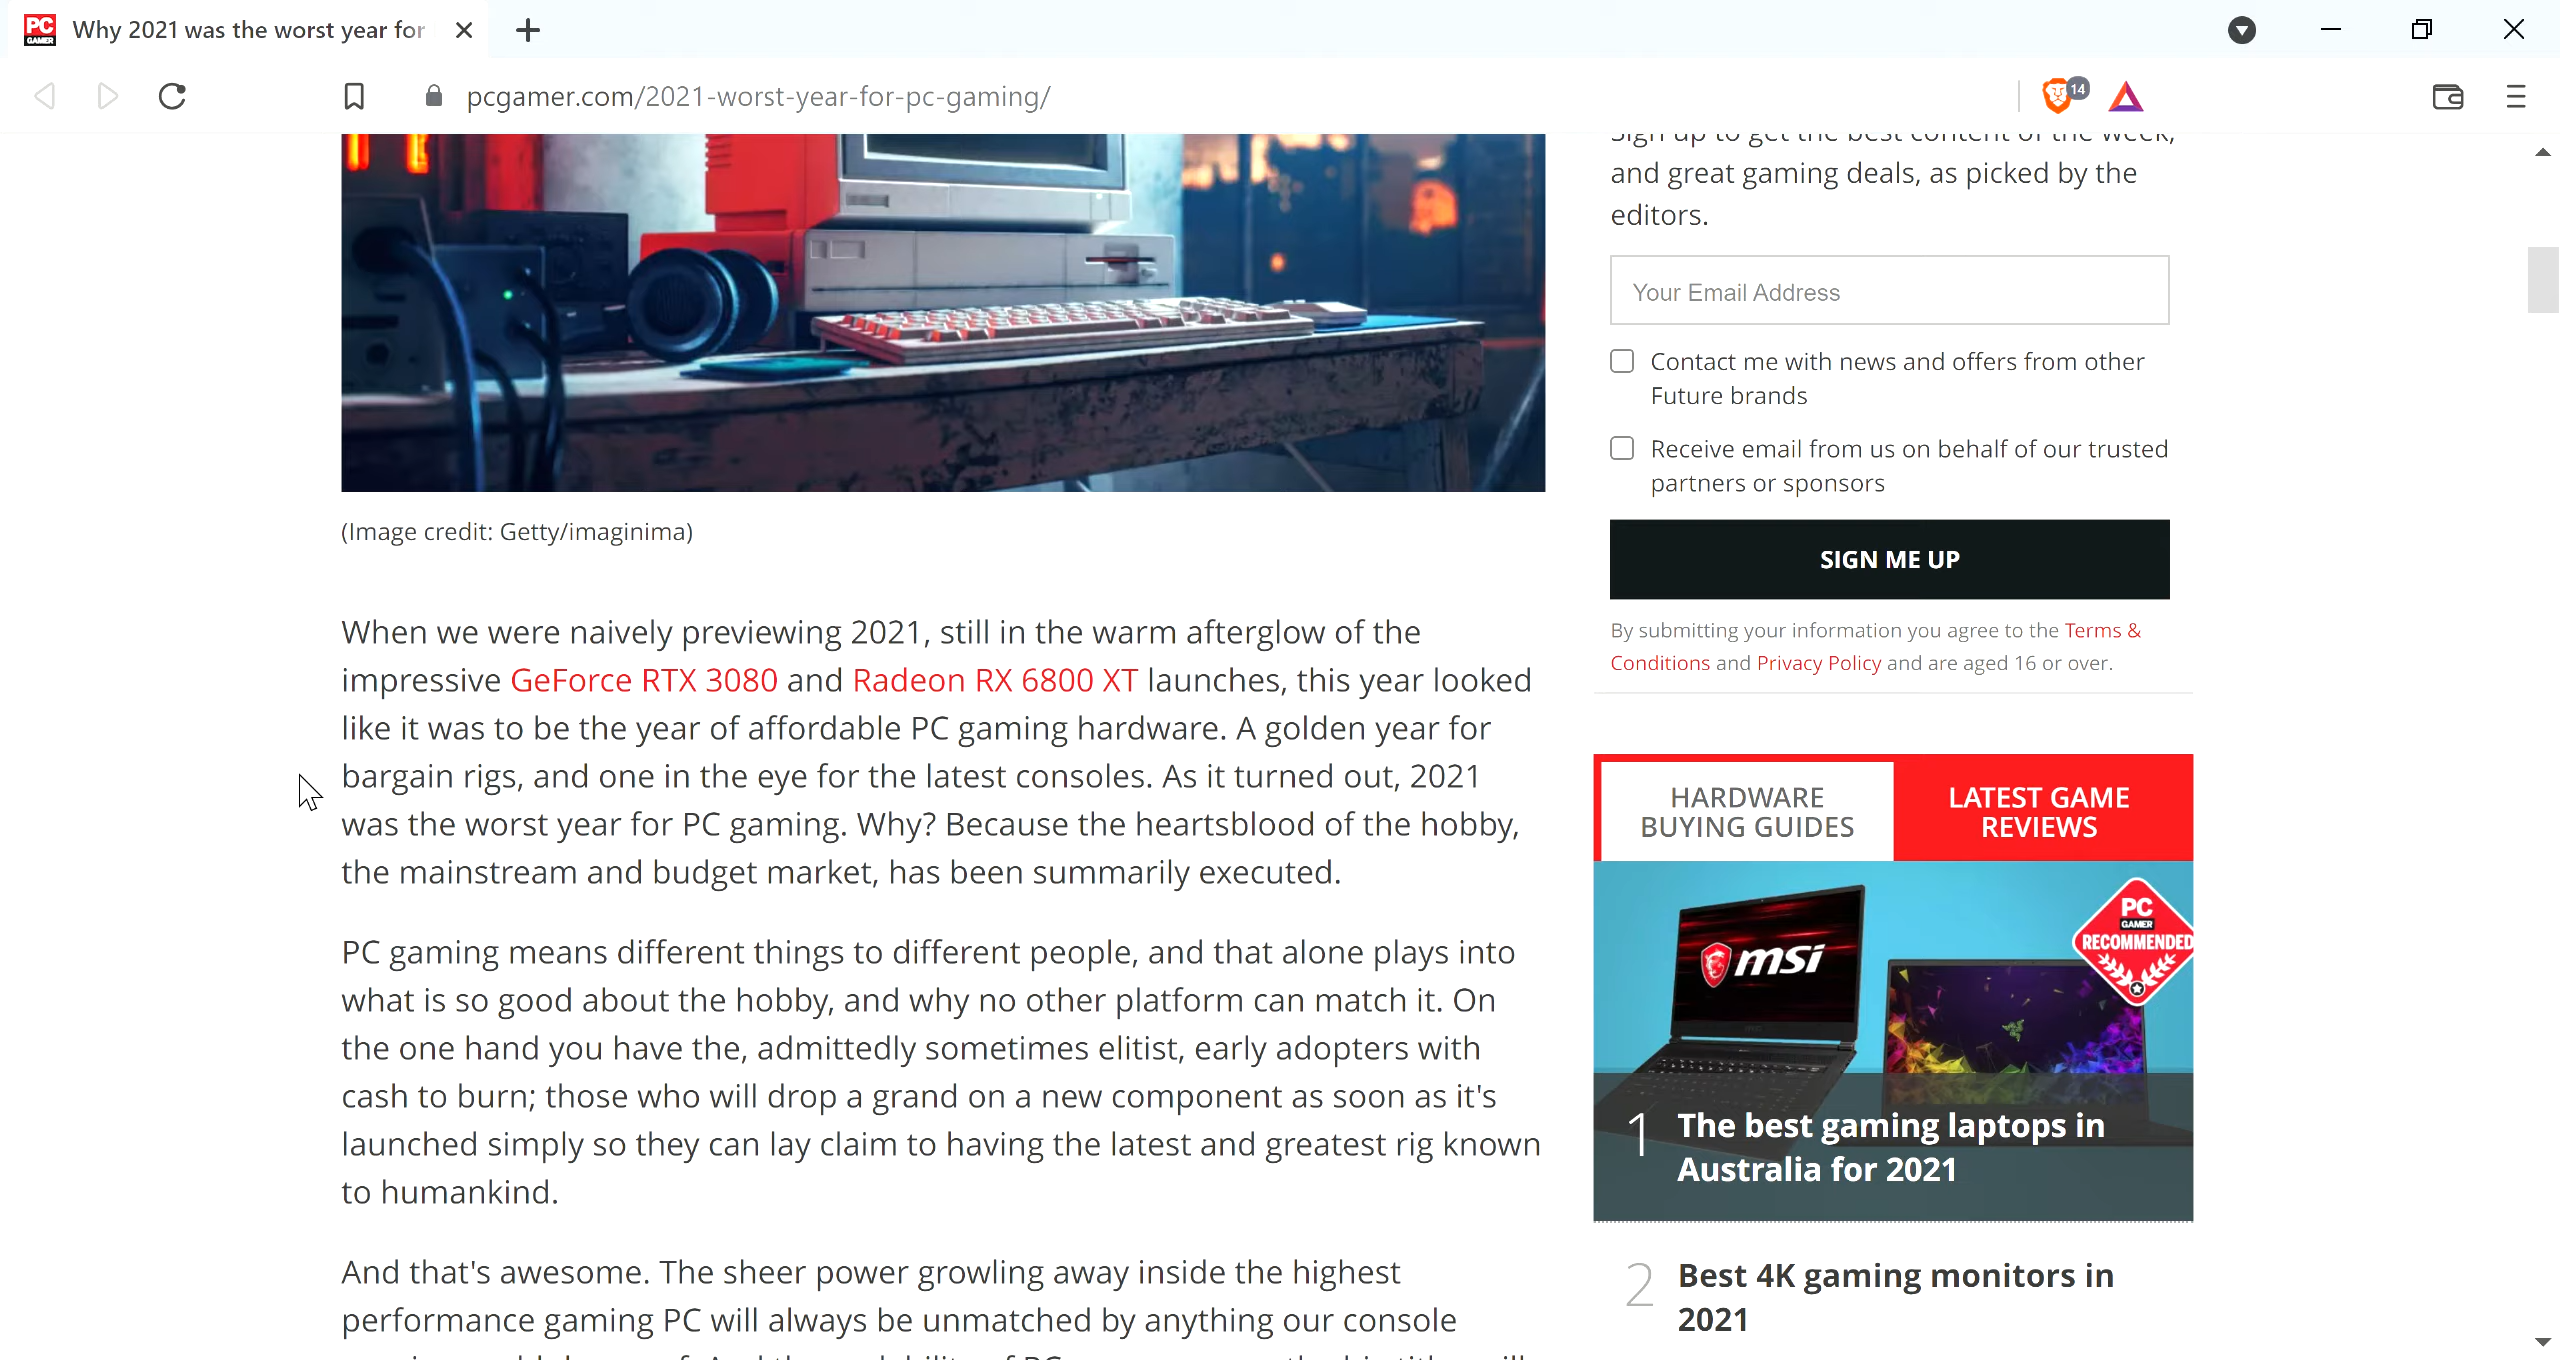 PC GAMER
Why 2021 was the worst year for
pcgamer.com/2021-worst-year-for-pc-gaming/
14
(Image credit: Getty/imaginima)
When we were naively previewing 2021, still in the warm afterglow of the
impressive GeForce RTX 3080 and Radeon RX 6800 XT launches, this year looked
like it was to be the year of affordable PC gaming hardware. A golden year for
bargain rigs, and one in the eye for the latest consoles. As it turned out, 2021
was the worst year for PC gaming. Why? Because the heartsblood of the hobby,
the mainstream and budget market, has been summarily executed.
PC gaming means different things to different people, and that alone plays into
what is so good about the hobby, and why no other platform can match it. On
the one hand you have the, admittedly sometimes elitist, early adopters with
cash to burn; those who will drop a grand on a new component as soon as it's
launched simply so they can lay claim to having the latest and greatest rig known
to humankind.
And that's awesome. The sheer power growling away inside the highest
performance gaming PC will always be unmatched by anything our console
Sign up to get the best content of the week,
and great gaming deals, as picked by the
editors.
Your Email Address
Contact me with news and offers from other
Future brands
Receive email from us on behalf of our trusted
partners or sponsors
SIGN ME UP
By submitting your information you agree to the Terms &
Conditions and Privacy Policy and are aged 16 or over.
HARDWARE
BUYING GUIDES
LATEST GAME
REVIEWS
msi
PC
GAMER
RECOMMENDED
1 The best gaming laptops in
Australia for 2021
2 Best 4K gaming monitors in
2021